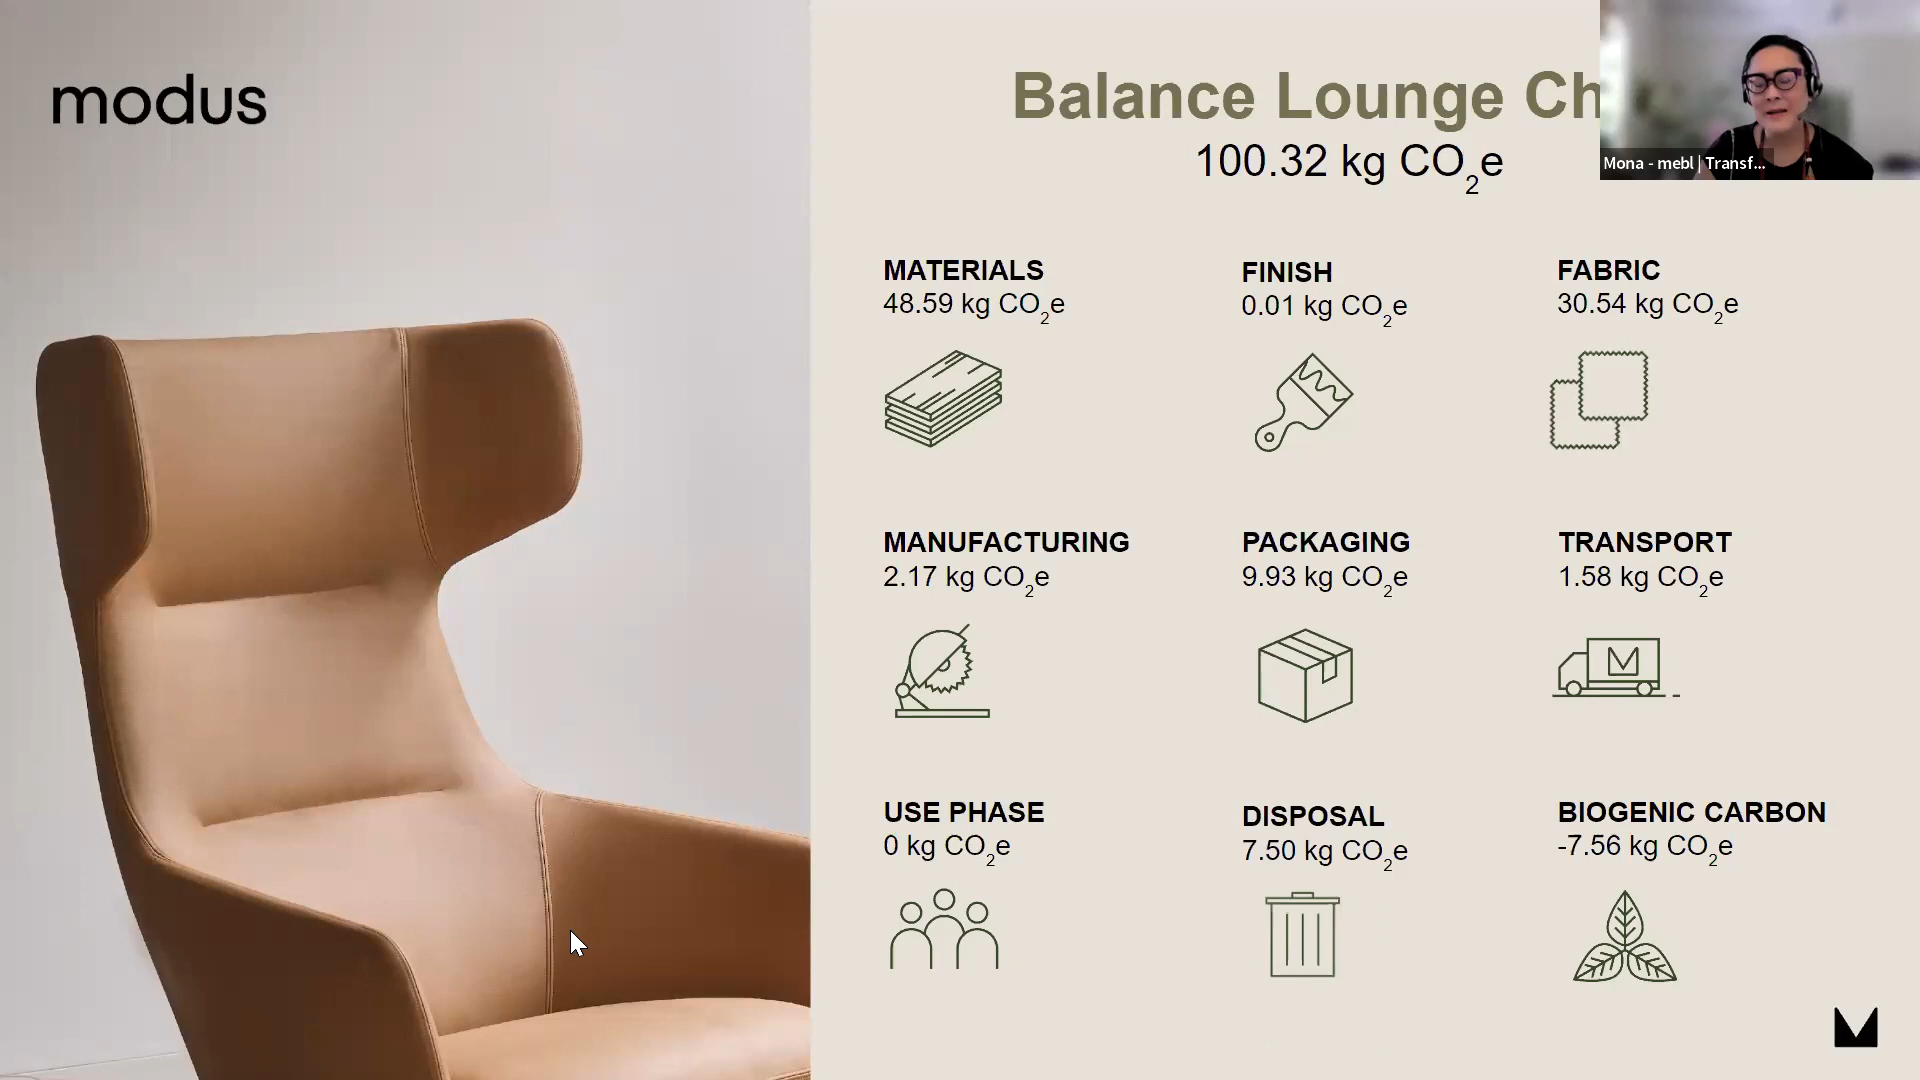 modus
Balance Lounge Ch
100.32 kg CO₂e
Mona - mebl | Transf...
MATERIALS
48.59 kg CO₂e
FINISH
0.01 kg CO₂e
FABRIC
30.54 kg CO₂e
MANUFACTURING
2.17 kg CO₂e
PACKAGING
9.93 kg CO₂e
TRANSPORT
1.58 kg CO₂e
USE PHASE
0 kg CO₂e
DISPOSAL
7.50 kg CO₂e
BIOGENIC CARBON
-7.56 kg CO₂e